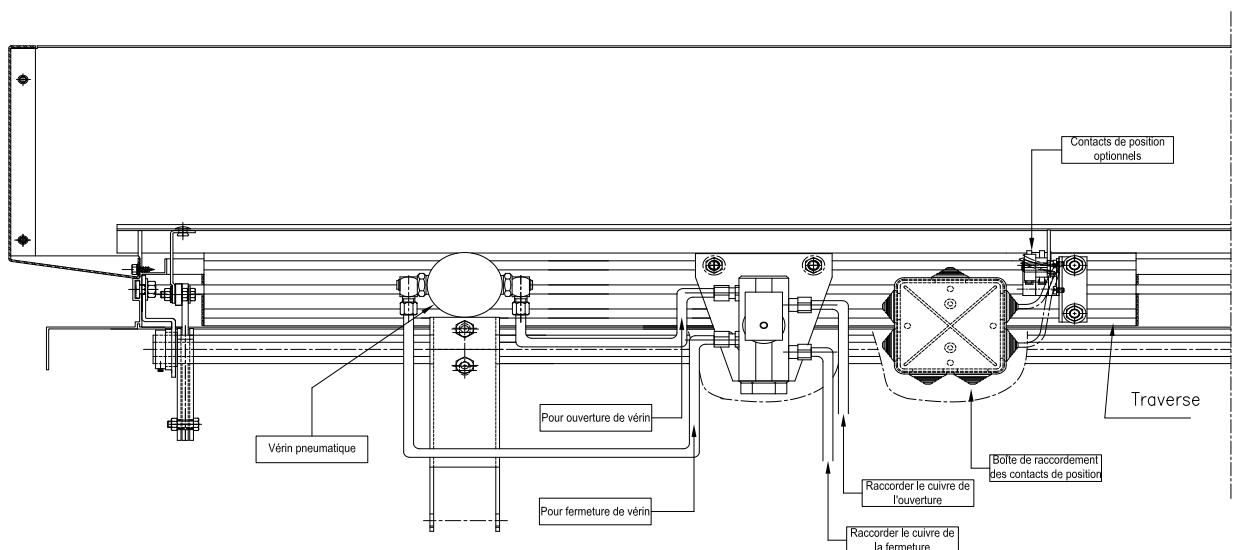 Contacts de position
optionnels
Traverse
Pour ouverture de vérin
Vérin pneumatique
Boîte de raccordement
des contacts de position
Raccorder le cuivre de
l'ouverture
Pour fermeture de vérin
Raccorder le cuivre de
la fermeture